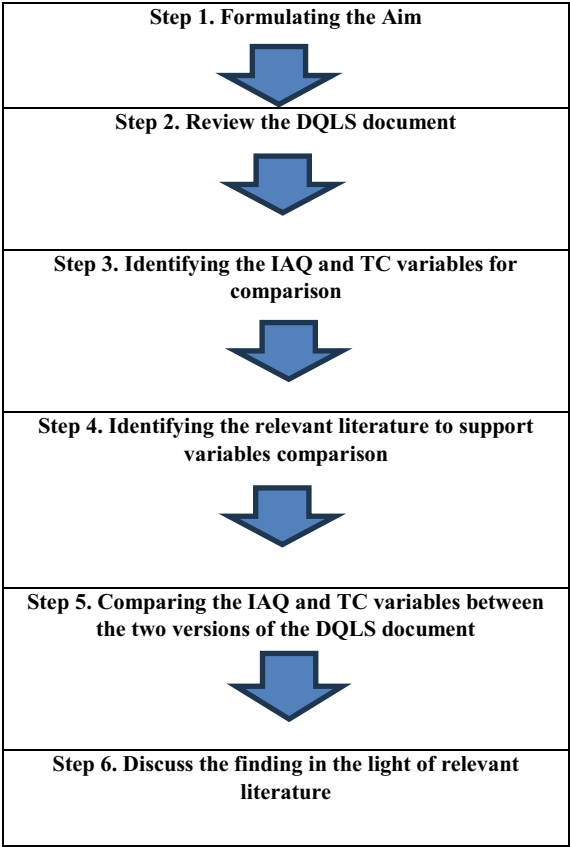 Step 1. Formulating the Aim
Step 2. Review the DQLS document
Step 3. Identifying the IAQ and TC variables for
comparison
Step 4. Identifying the relevant literature to support
variables comparison
Step 5. Comparing the IAQ and TC variables between
the two versions of the DQLS document
Step 6. Discuss the finding in the light of relevant
literature